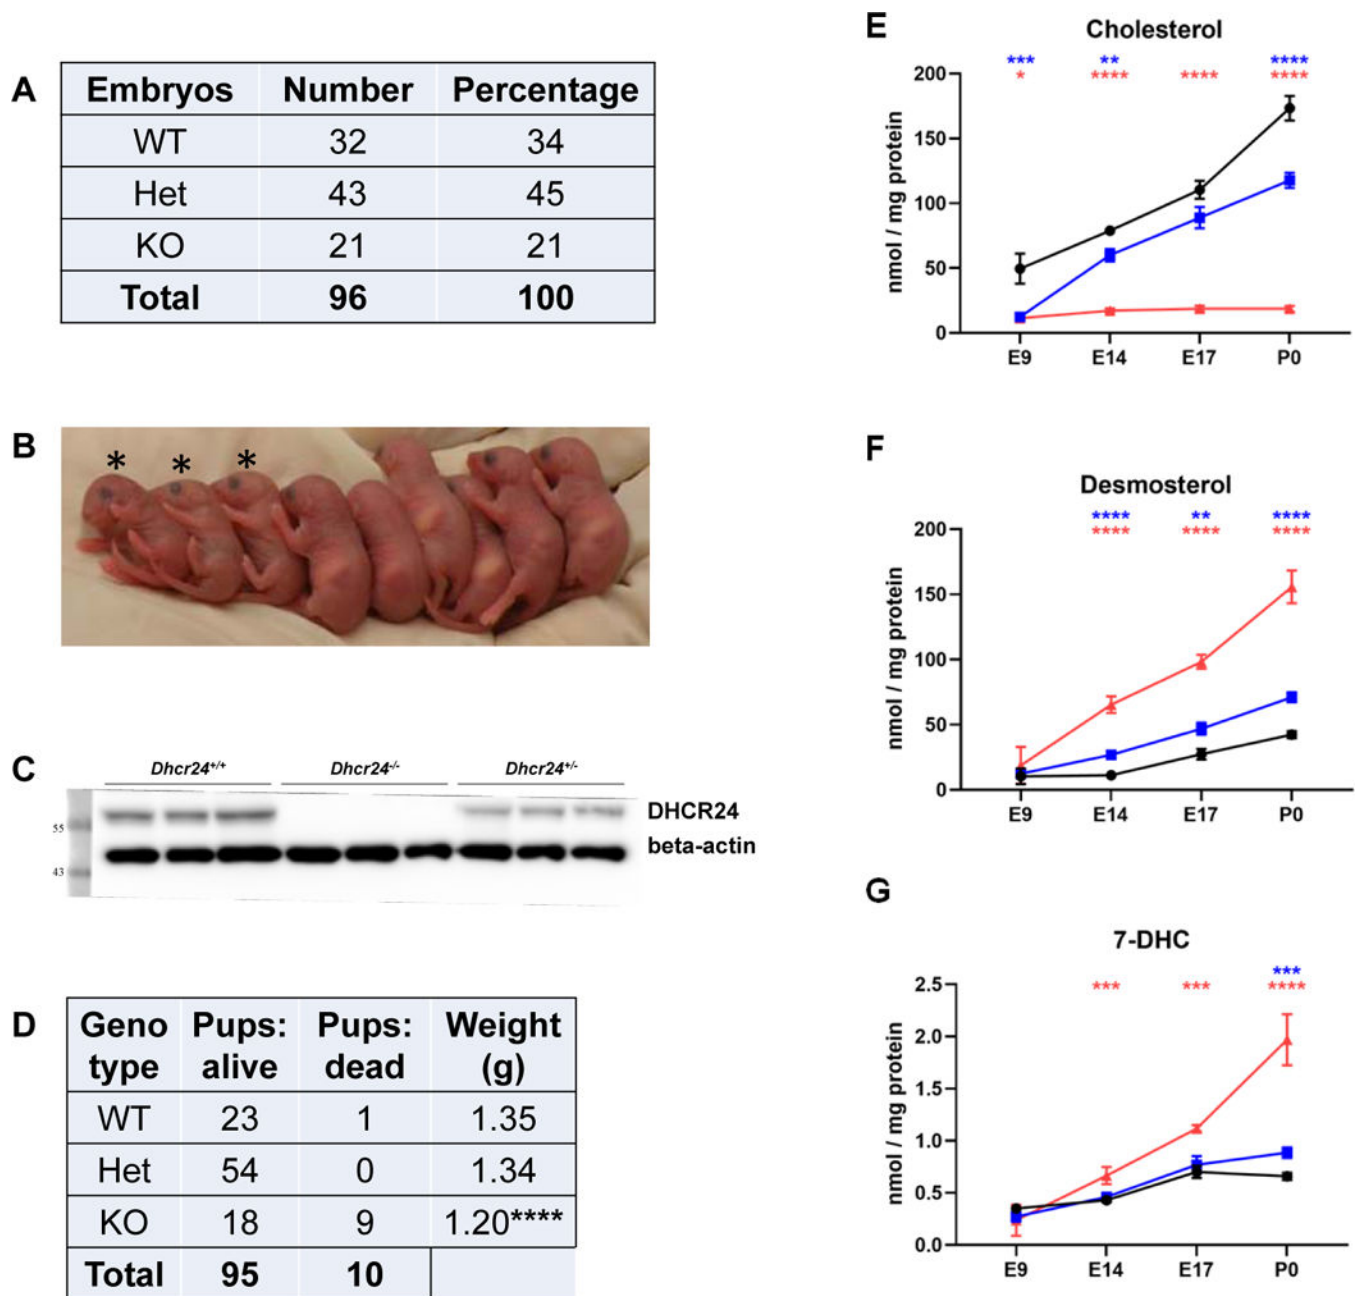 A
Embryos Number Percentage
WT 32 34
Het 43 45
KO 21 21
Total 96 100
B
* * *
C
Dhcr24+/+ Dhcr24-/- Dhcr24+/-
55
43
DHCR24
beta-actin
D
Geno
type
Pups:
alive
Pups:
dead
Weight
(g)
WT 23 1 1.35
Het 54 0 1.34
KO 18 9 1.20****
Total 95 10
E
Cholesterol
*** ** ****
* **** **** ****
nmol / mg protein
200
150
100
50
0
E9 E14 E17 P0
F
Desmosterol
**** ** ****
**** **** ****
nmol / mg protein
200
150
100
50
0
E9 E14 E17 P0
G
7-DHC
***
*** *** ****
nmol / mg protein
2.5
2.0
1.5
1.0
0.5
0.0
E9 E14 E17 P0